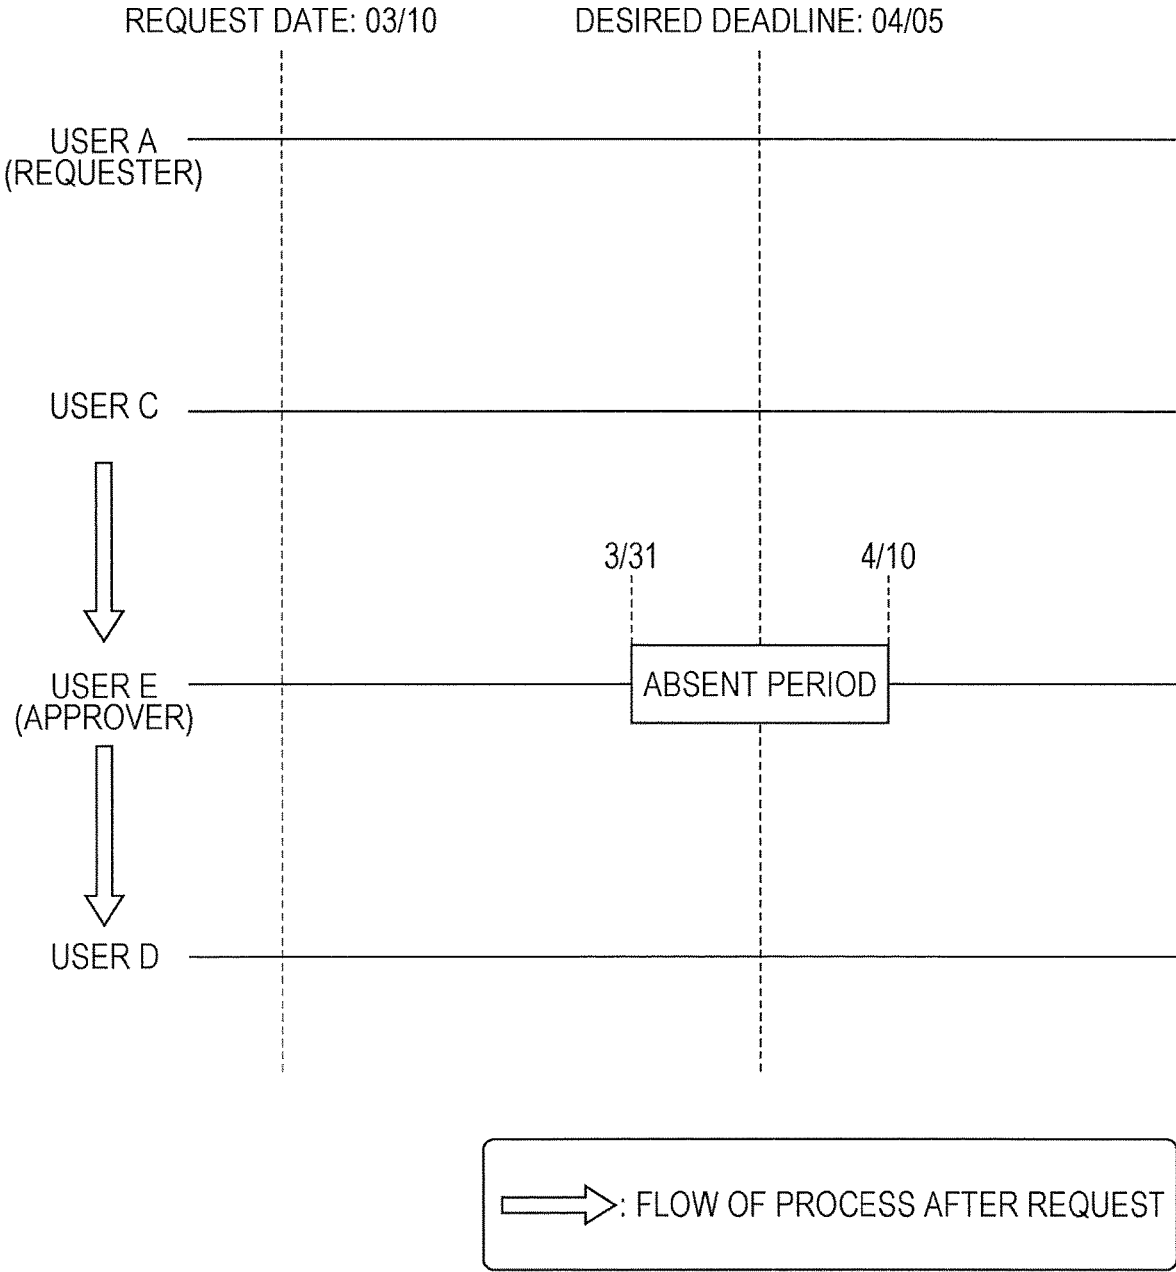 REQUEST DATE: 03/10
DESIRED DEADLINE: 04/05
USER A
(REQUESTER)
USER C
3/31
4/10
ABSENT PERIOD
USER E
(APPROVER)
USER D
: FLOW OF PROCESS AFTER REQUEST